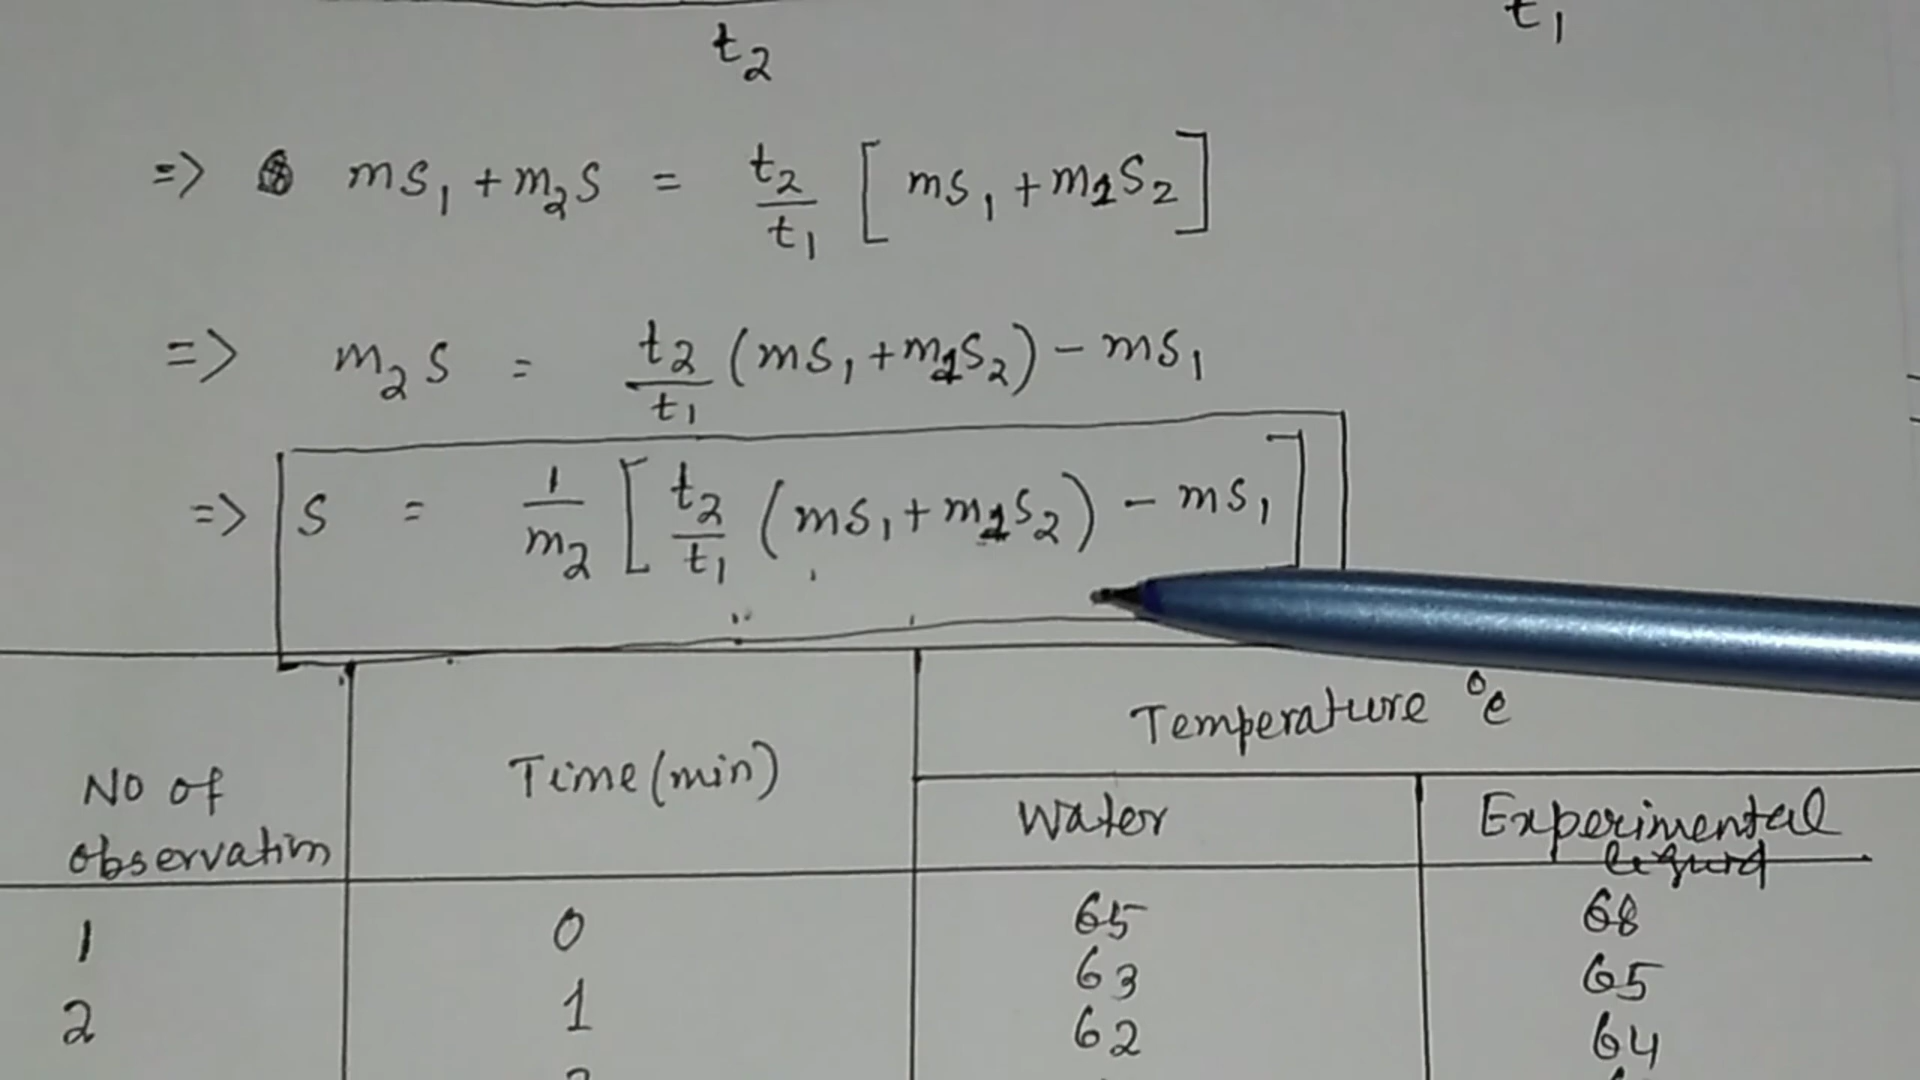 t₂ t₁
=> ms₁ + m₂s = t₂/t₁ [ms₁ + m₁s₂]
=> m₂s = t₂/t₁ (ms₁ + m₁s₂) - ms₁
=> s = 1/m₂ [t₂/t₁ (ms₁ + m₁s₂) - ms₁]
Temperature °c
No of observation Time (min) Water Experimental liquid
1 0 65 68
2 1 63 65
62 64